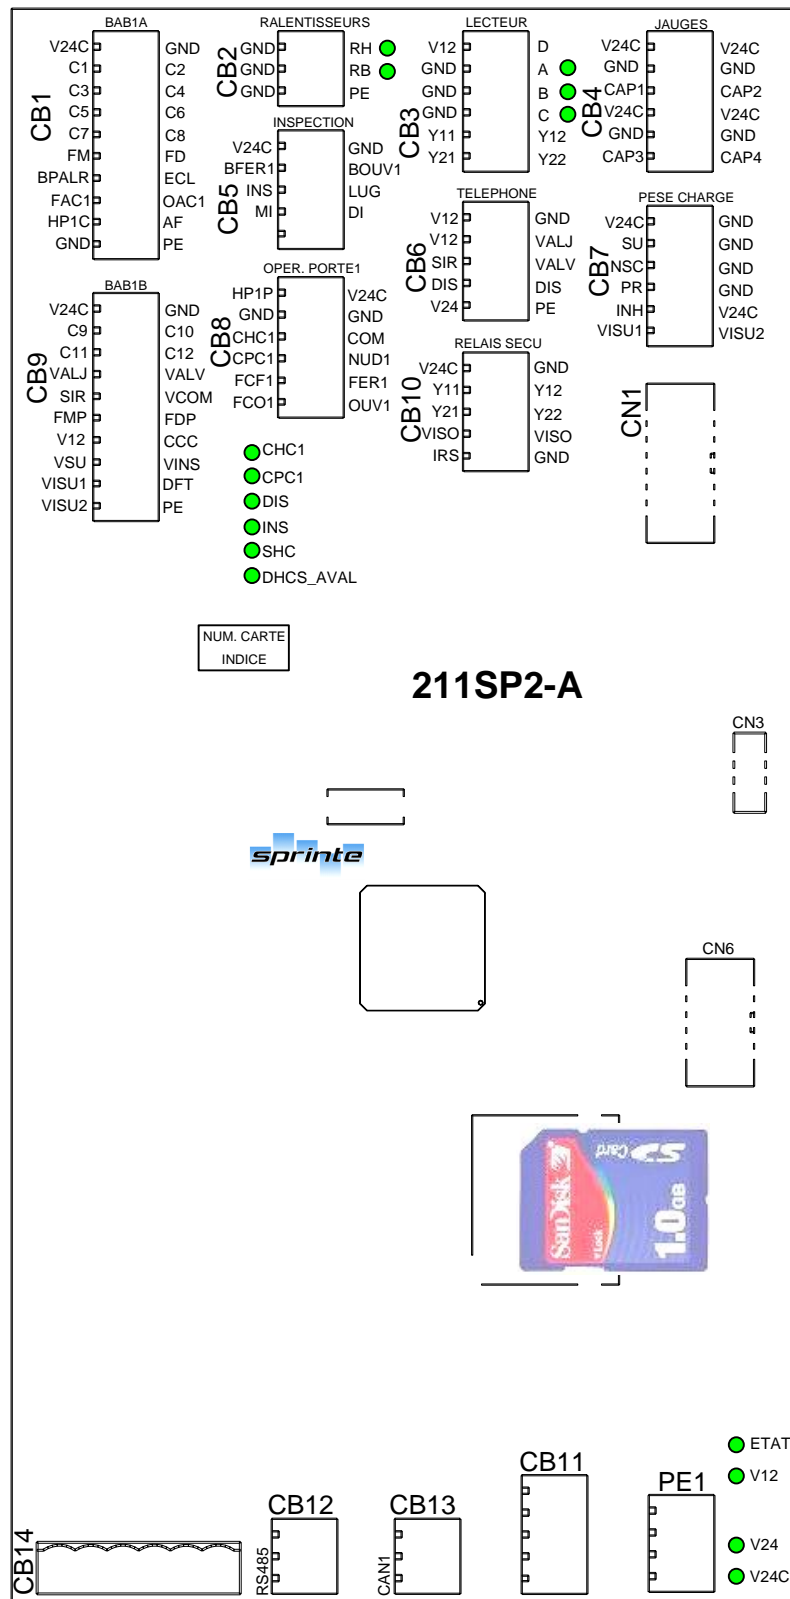 BAB1A
CB1
V24C GND
C1 C2
C3 C4
C5 C6
C7 C8
FM FD
BPALR ECL
FAC1 OAC1
HP1C AF
GND PE
RALENTISSEURS
CB2
GND RH
GND RB
GND PE
LECTEUR
CB3
V12 D
GND A
GND B
GND C
Y11 Y12
Y21 Y22
JAUGES
CB4
V24C V24C
GND GND
CAP1 CAP2
V24C V24C
GND GND
CAP3 CAP4
INSPECTION
CB5
V24C GND
BFER1 BOUV1
INS LUG
MI DI
TELEPHONE
CB6
V12 GND
V12 VALJ
SIR VALV
DIS DIS
V24 PE
PESE CHARGE
CB7
V24C GND
SU GND
NSC GND
PR GND
INH V24C
VISU1 VISU2
OPER. PORTE1
CB8
HP1P V24C
GND GND
CHC1 COM
CPC1 NUD1
FCF1 FER1
FCO1 OUV1
BAB1B
CB9
V24C GND
C9 C10
C11 C12
VALJ VALV
SIR VCOM
FMP FDP
V12 CCC
VSU VINS
VISU1 DFT
VISU2 PE
RELAIS SECU
CB10
V24C GND
Y11 Y12
Y21 Y22
VISO VISO
IRS GND
CN1
CHC1
CPC1
DIS
INS
SHC
DHCS_AVAL
NUM. CARTE
INDICE
211SP2-A
CN3
sprinte
CN6
SanDisk
Lock
SD Card
1.0 GB
ETAT
V12
V24
V24C
CB14
CB12
RS485
CB13
CAN1
CB11
PE1